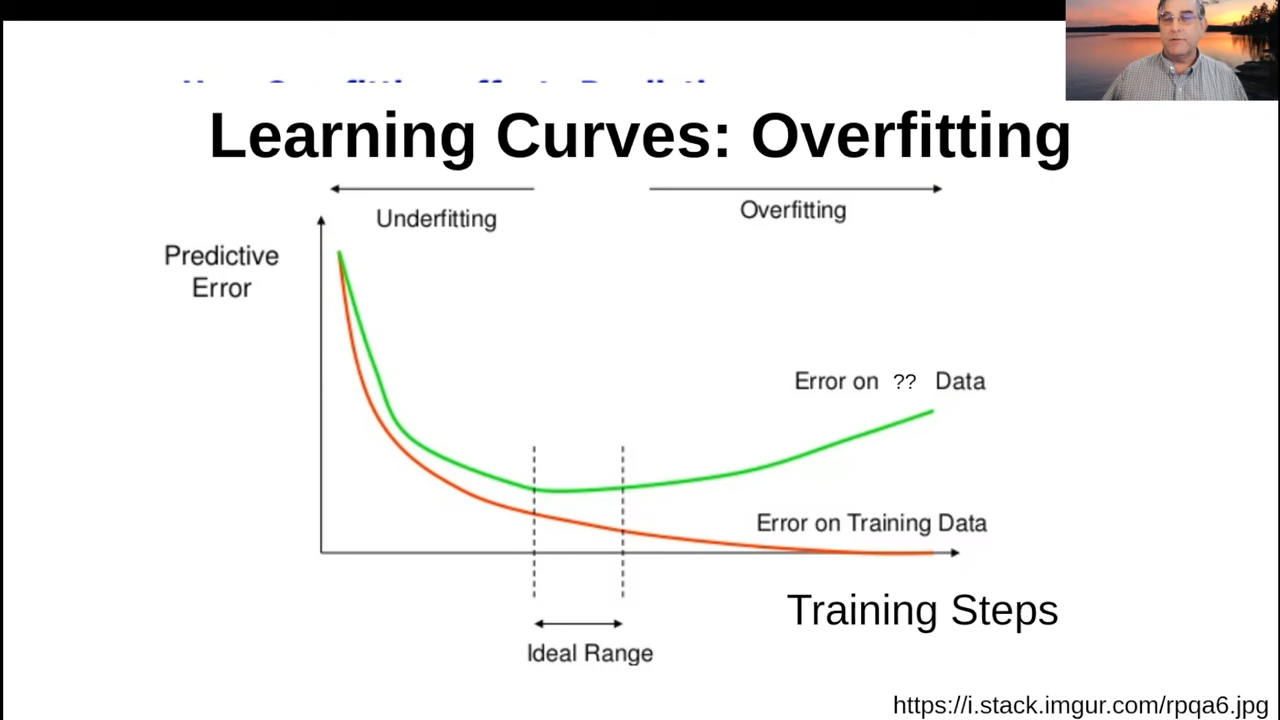 Learning Curves: Overfitting
Underfitting
Overfitting
Predictive
Error
Error on ?? Data
Error on Training Data
Training Steps
Ideal Range
https://i.stack.imgur.com/rpqa6.jpg